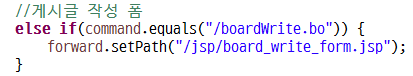 //게시글 작성 폼
else if(command.equals("/boardWrite.bo")) {
    forward.setPath("/jsp/board_write_form.jsp");
}